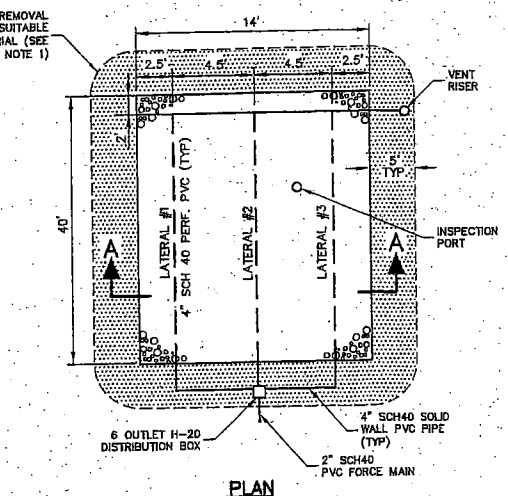 REMOVAL
SUITABLE
RIAL (SEE
NOTE 1)
14'
2.5'
4.5'
4.5'
2.5'
VENT
RISER
2'
5'
TYP.
40'
LATERAL #1
4" SCH 40 PERF. PVC (TYP)
LATERAL #2
LATERAL #3
INSPECTION
PORT
A
A
6 OUTLET H-20
DISTRIBUTION BOX
4" SCH40 SOLID
WALL PVC PIPE
(TYP)
2" SCH40
PVC FORCE MAIN
PLAN